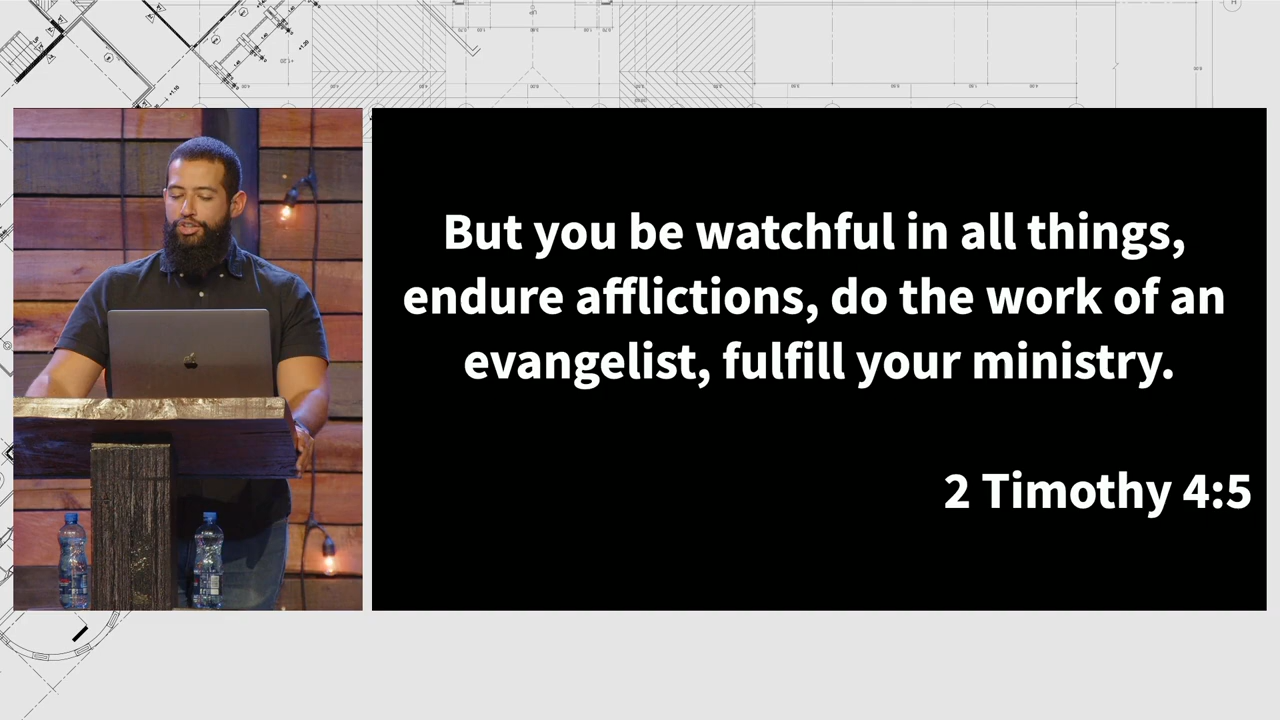 But you be watchful in all things,
endure afflictions, do the work of an
evangelist, fulfill your ministry.
2 Timothy 4:5